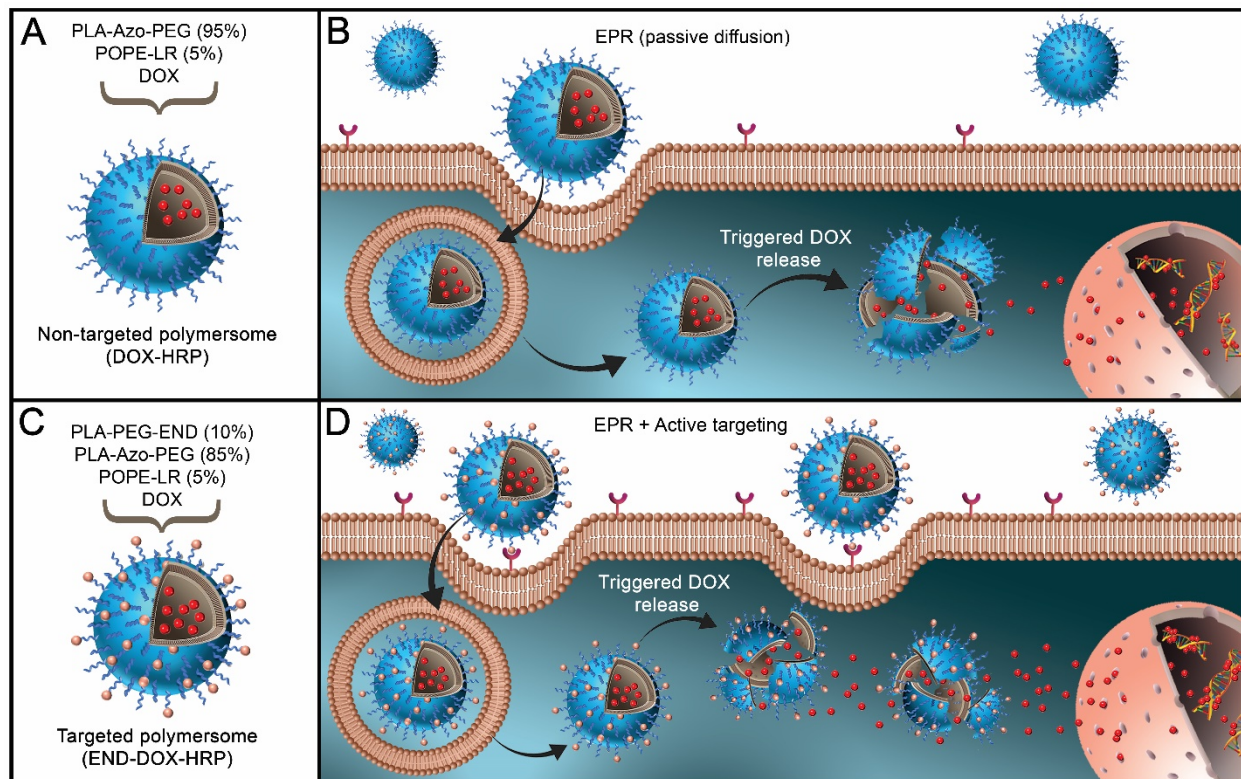 A
PLA-Azo-PEG (95%)
POPE-LR (5%)
DOX
Non-targeted polymersome
(DOX-HRP)
B
EPR (passive diffusion)
Triggered DOX
release
C
PLA-PEG-END (10%)
PLA-Azo-PEG (85%)
POPE-LR (5%)
DOX
Targeted polymersome
(END-DOX-HRP)
D
EPR + Active targeting
Triggered DOX
release